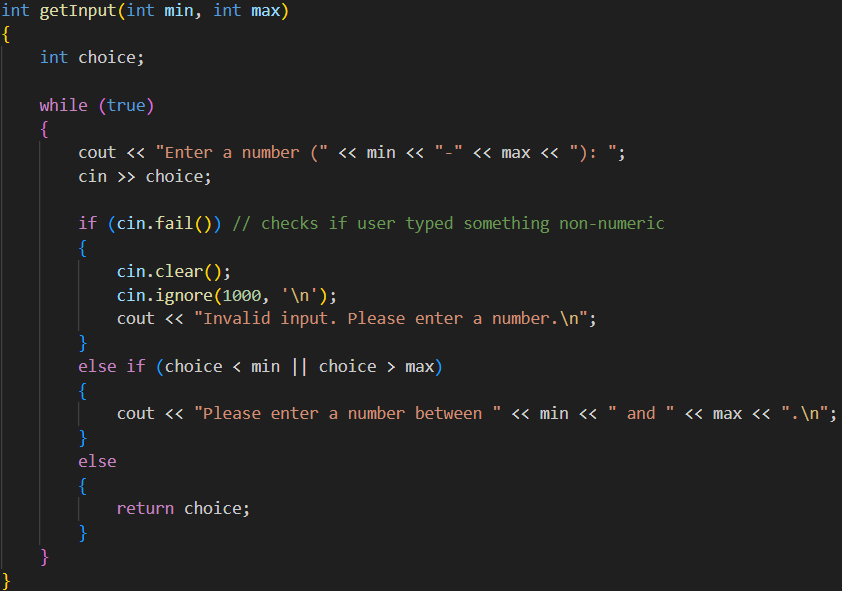 int getInput(int min, int max)
{
    int choice;

    while (true)
    {
        cout << "Enter a number (" << min << "-" << max << "): ";
        cin >> choice;

        if (cin.fail()) // checks if user typed something non-numeric
        {
            cin.clear();
            cin.ignore(1000, '\n');
            cout << "Invalid input. Please enter a number.\n";
        }
        else if (choice < min || choice > max)
        {
            cout << "Please enter a number between " << min << " and " << max << ".\n";
        }
        else
        {
            return choice;
        }
    }
}